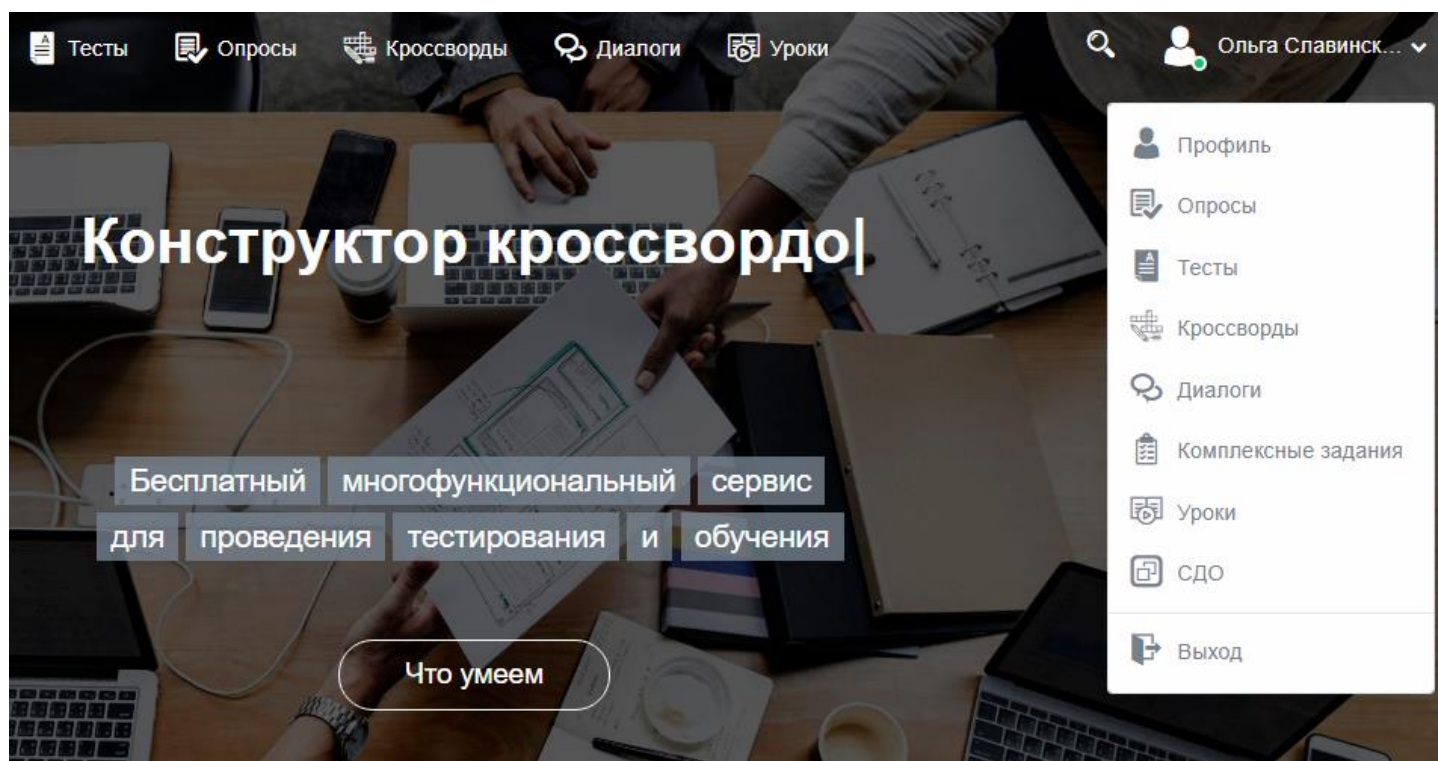 Тесты Опросы Кроссворды Диалоги Уроки Ольга Славинск...
Конструктор кроссвордо|
Бесплатный многофункциональный сервис
для проведения тестирования и обучения
Что умеем
Профиль
Опросы
Тесты
Кроссворды
Диалоги
Комплексные задания
Уроки
СДО
Выход